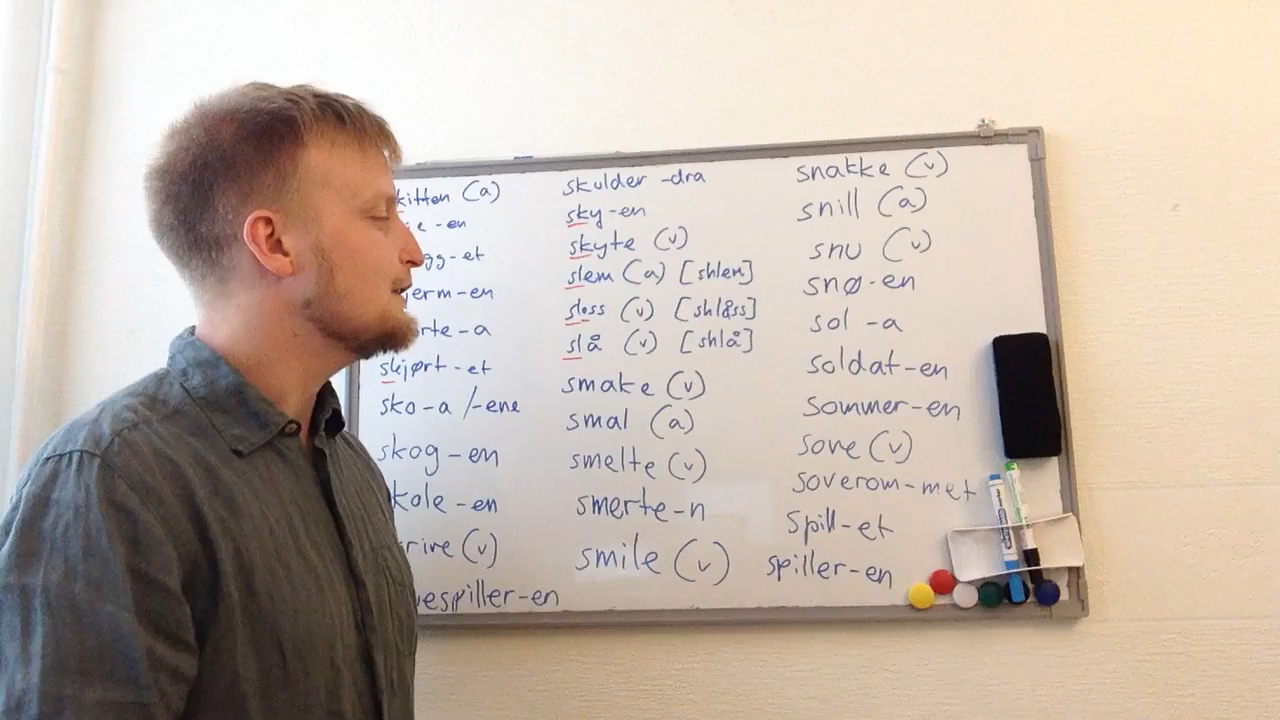 kitten (a)
e-en
gg-et
jerm-en
rte-a
skjørt-et
sko-a/-ene
skog-en
kole-en
rive (v)
espiller-en
skulder-dra
sky-en
skyte (v)
slem (a) [shlem]
sloss (v) [shlåss]
slå (v) [shlå]
smake (v)
smal (a)
smelte (v)
smerte-n
smile (v)
snakke (v)
snill (a)
snu (v)
snø-en
sol-a
soldat-en
sommer-en
sove (v)
soverom-met
spill-et
spiller-en